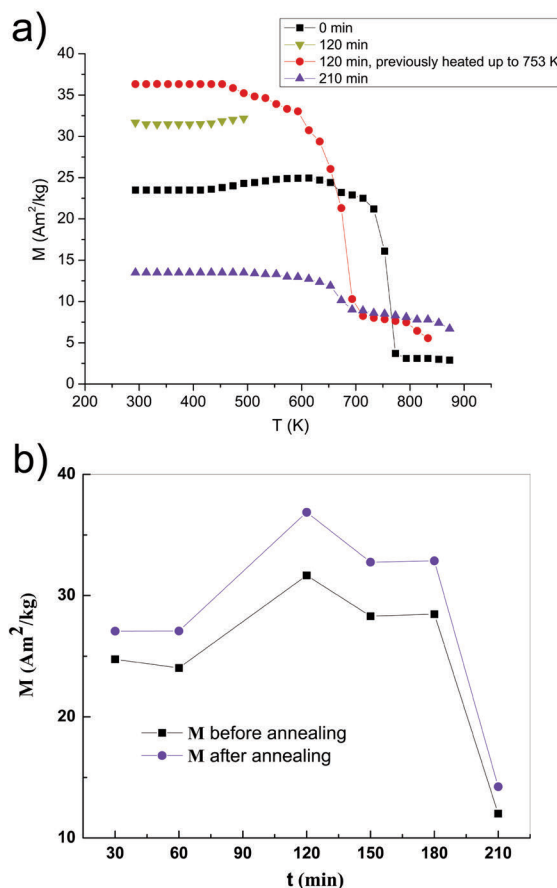 a)
0 min
120 min
120 min, previously heated up to 753 K
210 min
40
35
30
25
20
15
10
5
0
M (Am²/kg)
200 300 400 500 600 700 800 900
T (K)
b)
40
30
20
10
M (Am²/kg)
M before annealing
M after annealing
30 60 90 120 150 180 210
t (min)